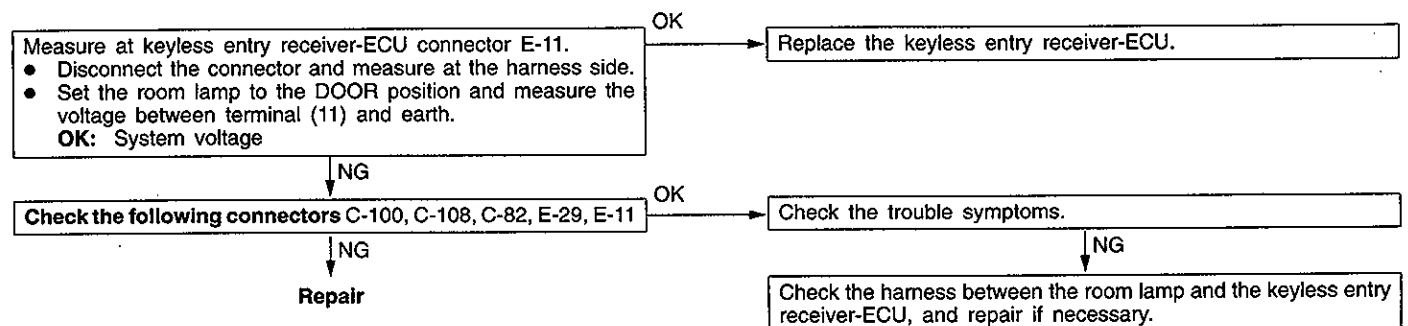 Measure at keyless entry receiver-ECU connector E-11.
● Disconnect the connector and measure at the harness side.
● Set the room lamp to the DOOR position and measure the
voltage between terminal (11) and earth.
OK: System voltage
OK
Replace the keyless entry receiver-ECU.
NG
Check the following connectors C-100, C-108, C-82, E-29, E-11
OK
Check the trouble symptoms.
NG
Repair
NG
Check the harness between the room lamp and the keyless entry
receiver-ECU, and repair if necessary.